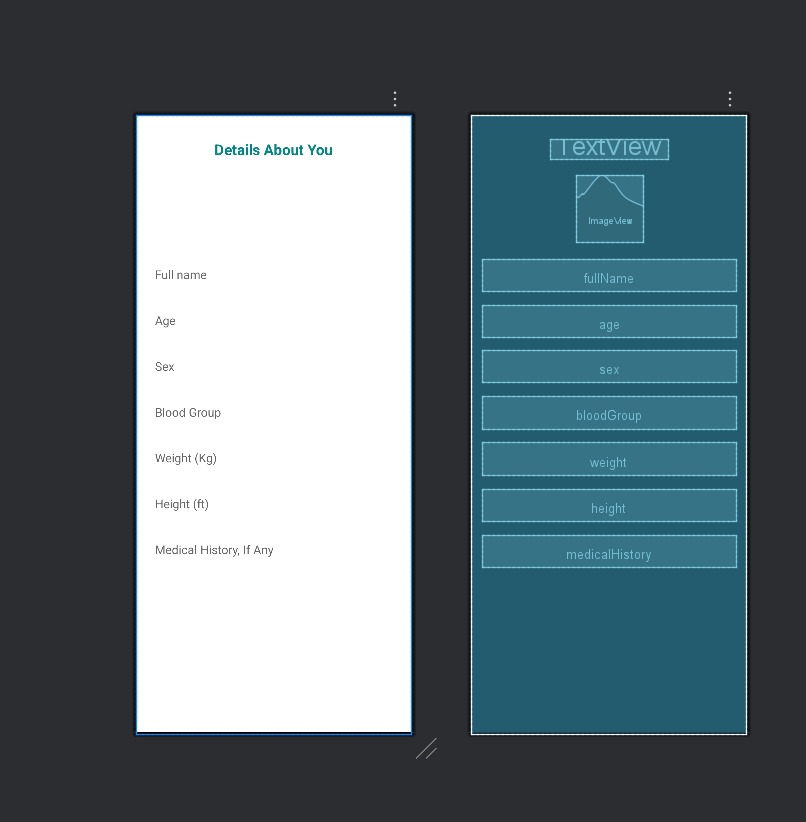 Details About You
Full name
Age
Sex
Blood Group
Weight (Kg)
Height (ft)
Medical History, If Any
TextView
ImageView
fullName
age
sex
bloodGroup
weight
height
medicalHistory